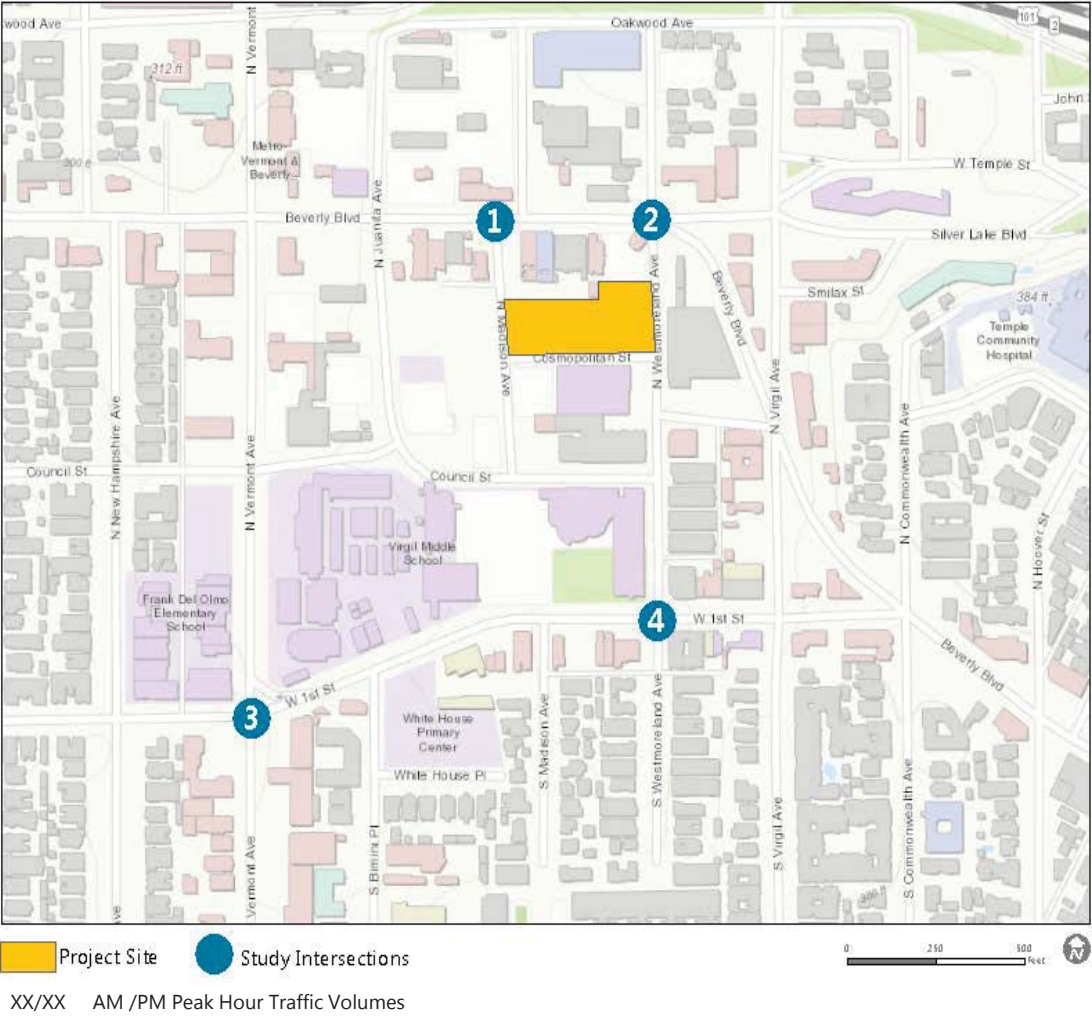 wood Ave
N Vermont
Oakwood Ave
101
2
312 ft
John
Metro-
Vermont &
Beverly
300 ft
W Temple St
N Juanita Ave
Beverly Blvd
1
2
Silver Lake Blvd
N Westmoreland Ave
Beverly Blvd
Smilax St
384 ft
Temple
Community
Hospital
N Madison Ave
Cosmopolitan St
N Virgil Ave
N New Hampshire Ave
N Vermont Ave
N Commonwealth Ave
Council St
Council St
Virgil Middle
School
N Hoover St
Frank Del Olmo
Elementary
School
4
W 1st St
Beverly Blvd
W 1st St
3
White House
Primary
Center
S Madison Ave
S Westmoreland Ave
White House Pl
S Virgil Ave
S Commonwealth Ave
Vermont Ave
S Bimini Pl
ave
300 ft
Project Site
Study Intersections
0 250 500
Feet
N
XX/XX AM /PM Peak Hour Traffic Volumes